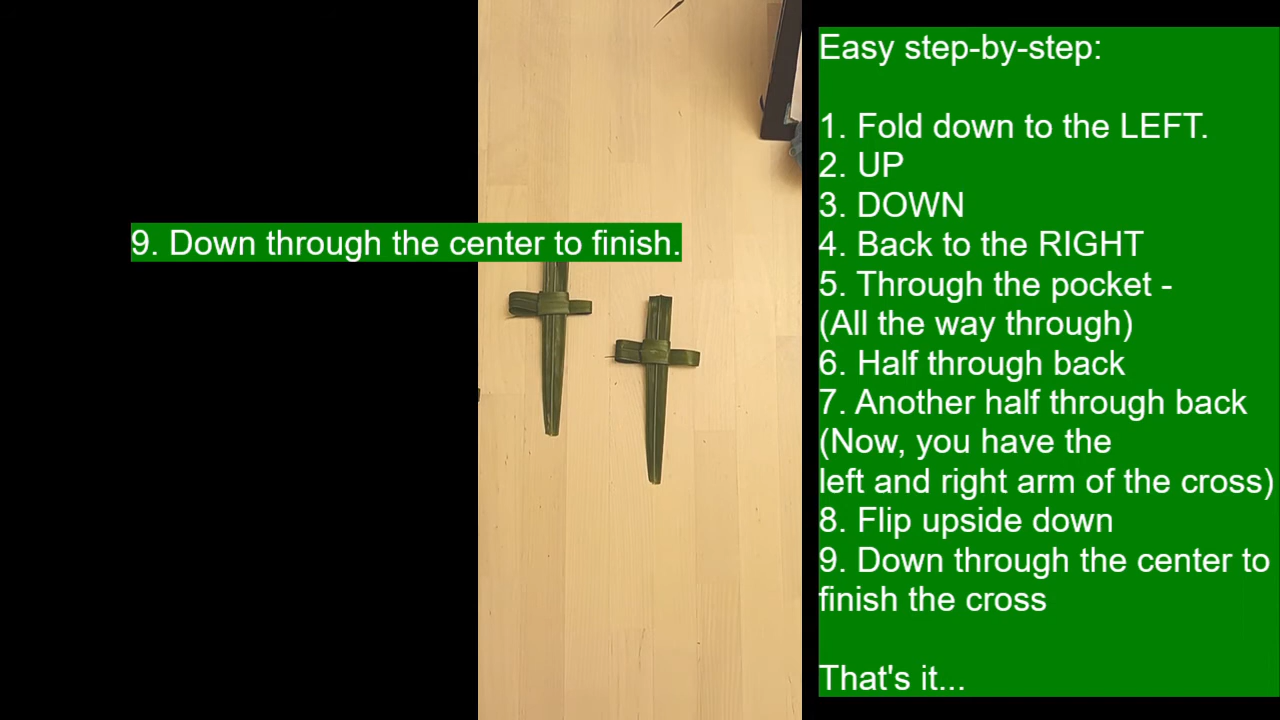 Easy step-by-step:
1. Fold down to the LEFT.
2. UP
3. DOWN
4. Back to the RIGHT
5. Through the pocket -
(All the way through)
6. Half through back
7. Another half through back
(Now, you have the
left and right arm of the cross)
8. Flip upside down
9. Down through the center to
finish the cross
That's it...
9. Down through the center to finish.